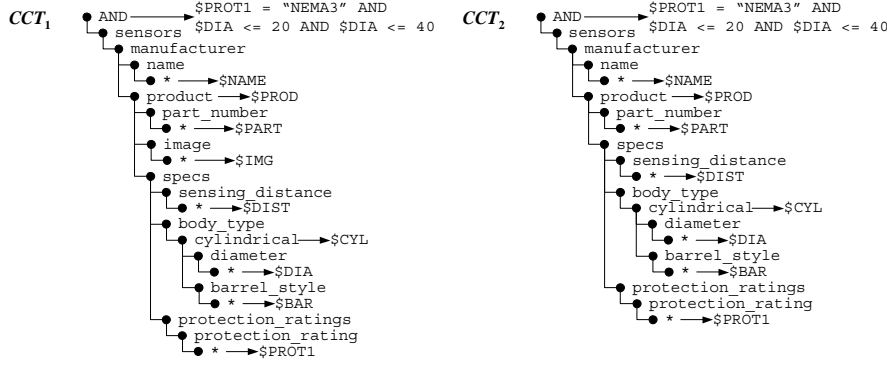 CCT1
AND
$PROT1 = “NEMA3” AND
$DIA <= 20 AND $DIA <= 40
sensors
manufacturer
name
* $NAME
product $PROD
part_number
* $PART
image
* $IMG
specs
sensing_distance
* $DIST
body_type
cylindrical $CYL
diameter
* $DIA
barrel_style
* $BAR
protection_ratings
protection_rating
* $PROT1
CCT2
AND
$PROT1 = “NEMA3” AND
$DIA <= 20 AND $DIA <= 40
sensors
manufacturer
name
* $NAME
product $PROD
part_number
* $PART
specs
sensing_distance
* $DIST
body_type
cylindrical $CYL
diameter
* $DIA
barrel_style
* $BAR
protection_ratings
protection_rating
* $PROT1